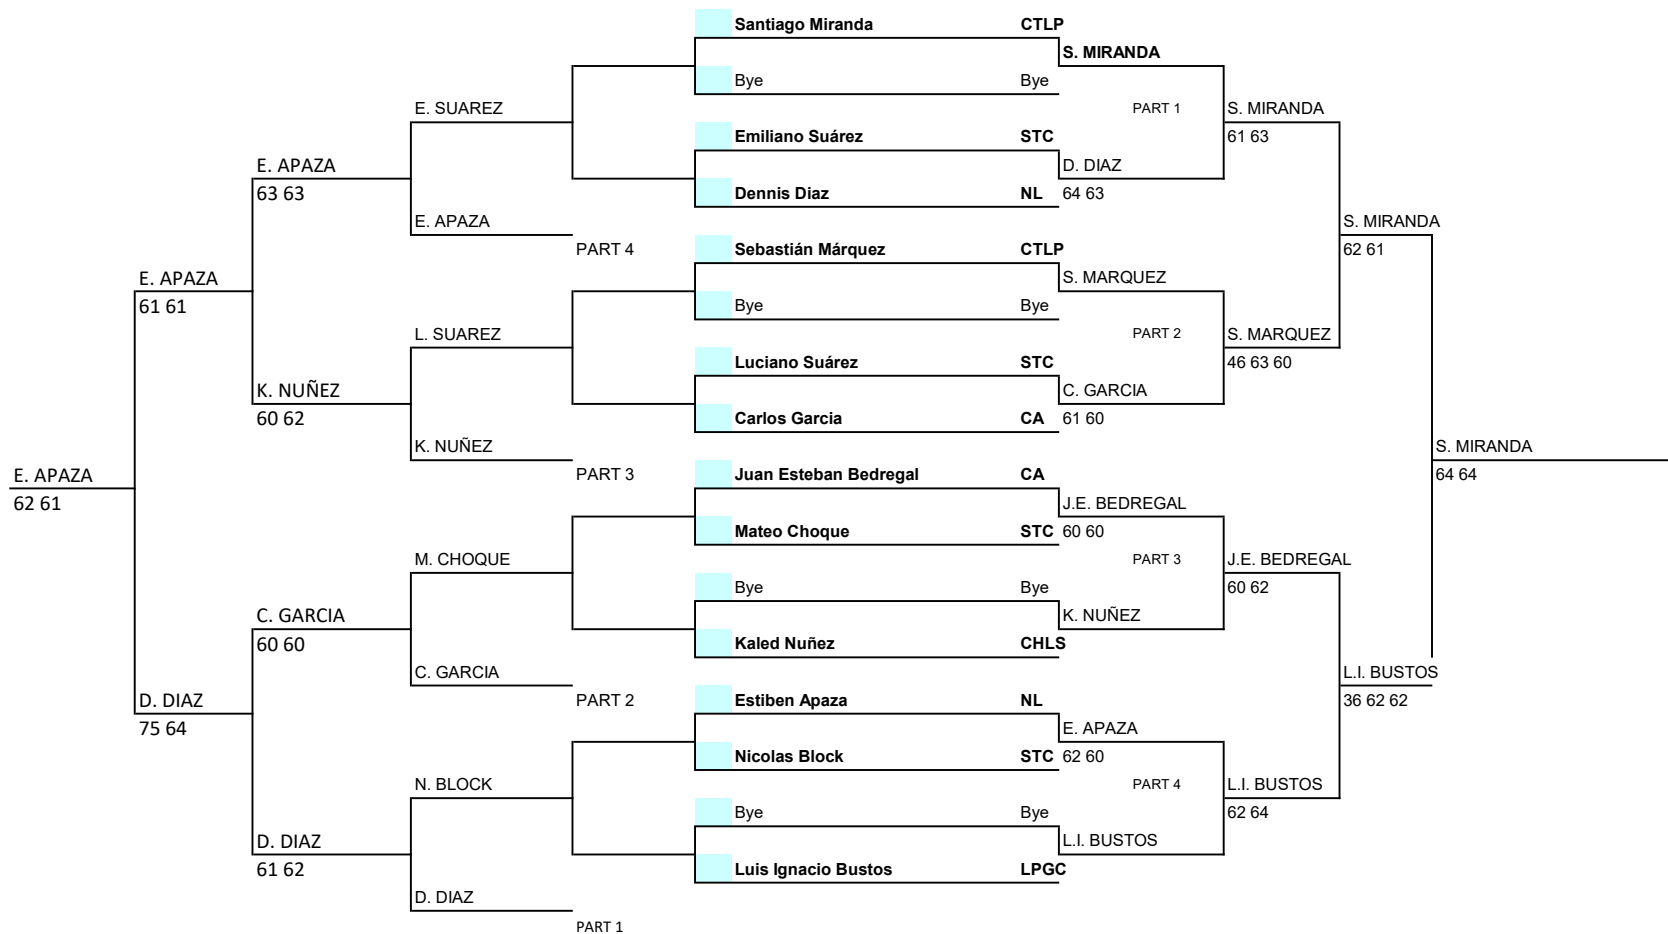 Santiago Miranda CTLP
S. MIRANDA
Bye Bye
E. SUAREZ PART 1 S. MIRANDA
Emiliano Suárez STC 61 63
E. APAZA D. DIAZ
63 63 Dennis Diaz NL 64 63
E. APAZA S. MIRANDA
PART 4 Sebastián Márquez CTLP 62 61
E. APAZA S. MARQUEZ
61 61 Bye Bye
L. SUAREZ PART 2 S. MARQUEZ
Luciano Suárez STC 46 63 60
K. NUÑEZ C. GARCIA
60 62 Carlos Garcia CA 61 60
K. NUÑEZ S. MIRANDA
E. APAZA PART 3 Juan Esteban Bedregal CA 64 64
62 61 J.E. BEDREGAL
Mateo Choque STC 60 60
M. CHOQUE PART 3 J.E. BEDREGAL
Bye Bye 60 62
C. GARCIA K. NUÑEZ
60 60 Kaled Nuñez CHLS
C. GARCIA L.I. BUSTOS
D. DIAZ PART 2 Estiben Apaza NL 36 62 62
75 64 E. APAZA
Nicolas Block STC 62 60
N. BLOCK PART 4 L.I. BUSTOS
Bye Bye 62 64
D. DIAZ L.I. BUSTOS
61 62 Luis Ignacio Bustos LPGC
D. DIAZ
PART 1